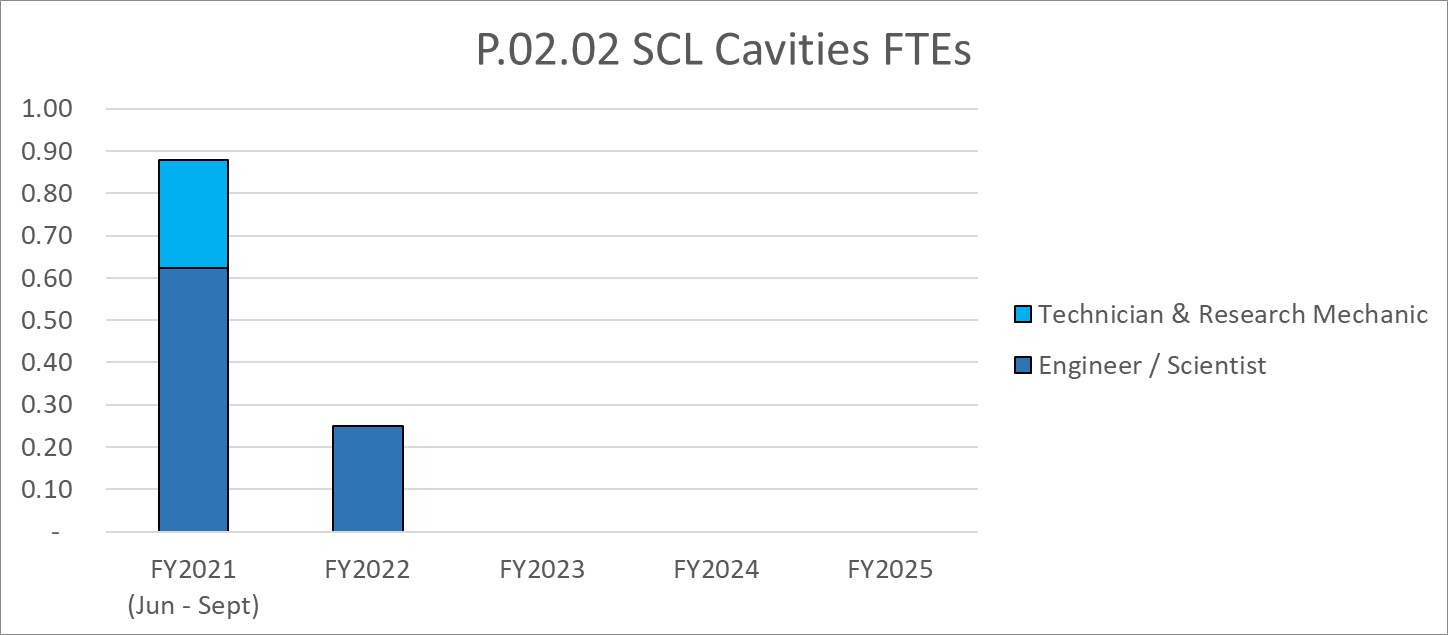 P.02.02 SCL Cavities FTEs
1.00
0.90
0.80
0.70
0.60
0.50
0.40
0.30
0.20
0.10
-
FY2021
(Jun - Sept)
FY2022
FY2023
FY2024
FY2025
Technician & Research Mechanic
Engineer / Scientist